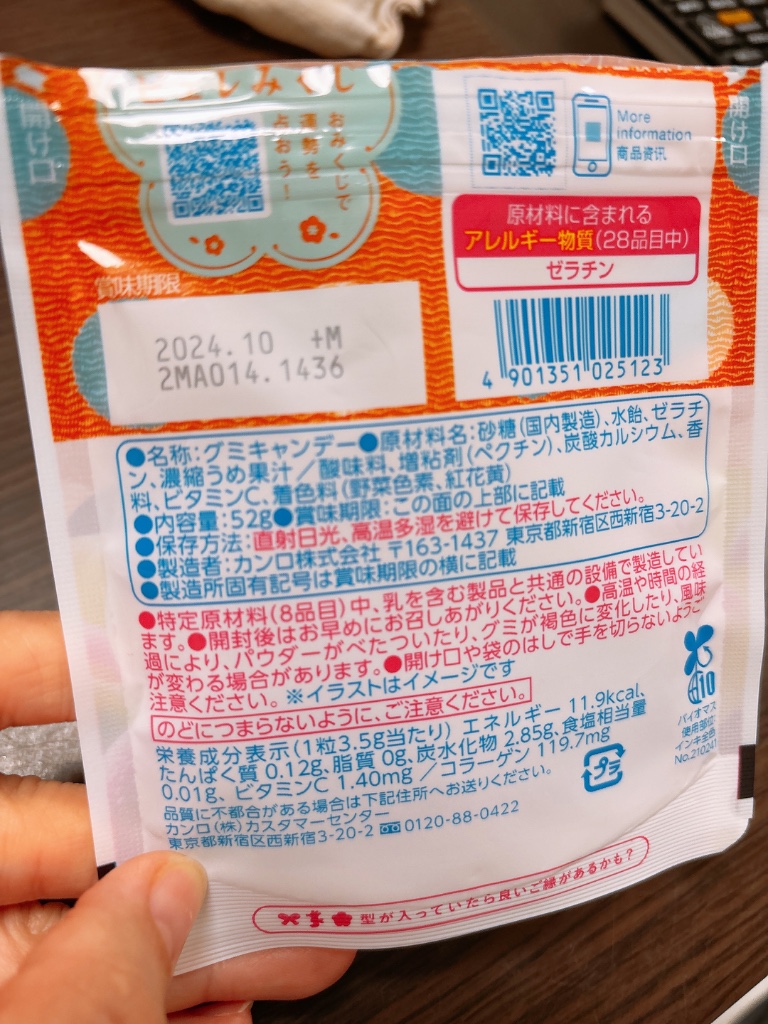 開け口
みくじ
おみくじで
運勢を
占おう!
More
information
商品资讯
開け口
原材料に含まれる
アレルギー物質(28品目中)
ゼラチン
賞味期限
2024.10 +M
2MA014.1436
4 901351 025123
●名称:グミキャンデー●原材料名:砂糖(国内製造)、水飴、ゼラチ
ン、濃縮うめ果汁/酸味料、増粘剤(ペクチン)、炭酸カルシウム、香
料、ビタミンC、着色料(野菜色素、紅花黄)
●内容量:52g●賞味期限:この面の上部に記載
●保存方法:直射日光、高温多湿を避けて保存してください。
●製造者:カンロ株式会社 〒163-1437 東京都新宿区西新宿3-20-2
●製造所固有記号は賞味期限の横に記載
●特定原材料(8品目)中、乳を含む製品と共通の設備で製造してい
ます。●開封後はお早めにお召しあがりください。●高温や時間の経
過により、パウダーがべたついたり、グミが褐色に変化したり、風味
が変わる場合があります。●開け口や袋のはしで手を切らないようご
注意ください。※イラストはイメージです
のどにつまらないように、ご注意ください。
栄養成分表示(1粒3.5g当たり) エネルギー 11.9kcal、
たんぱく質 0.12g、脂質 0g、炭水化物 2.85g、食塩相当量
0.01g、ビタミンC 1.40mg /コラーゲン 119.7mg
品質に不都合がある場合は下記住所へお送りください。
カンロ(株)カスタマーセンター
東京都新宿区西新宿3-20-2 0120-88-0422
プラ
10
バイオマス
使用部位:
インキ全色
No.210241
型が入っていたら良いご縁があるかも?